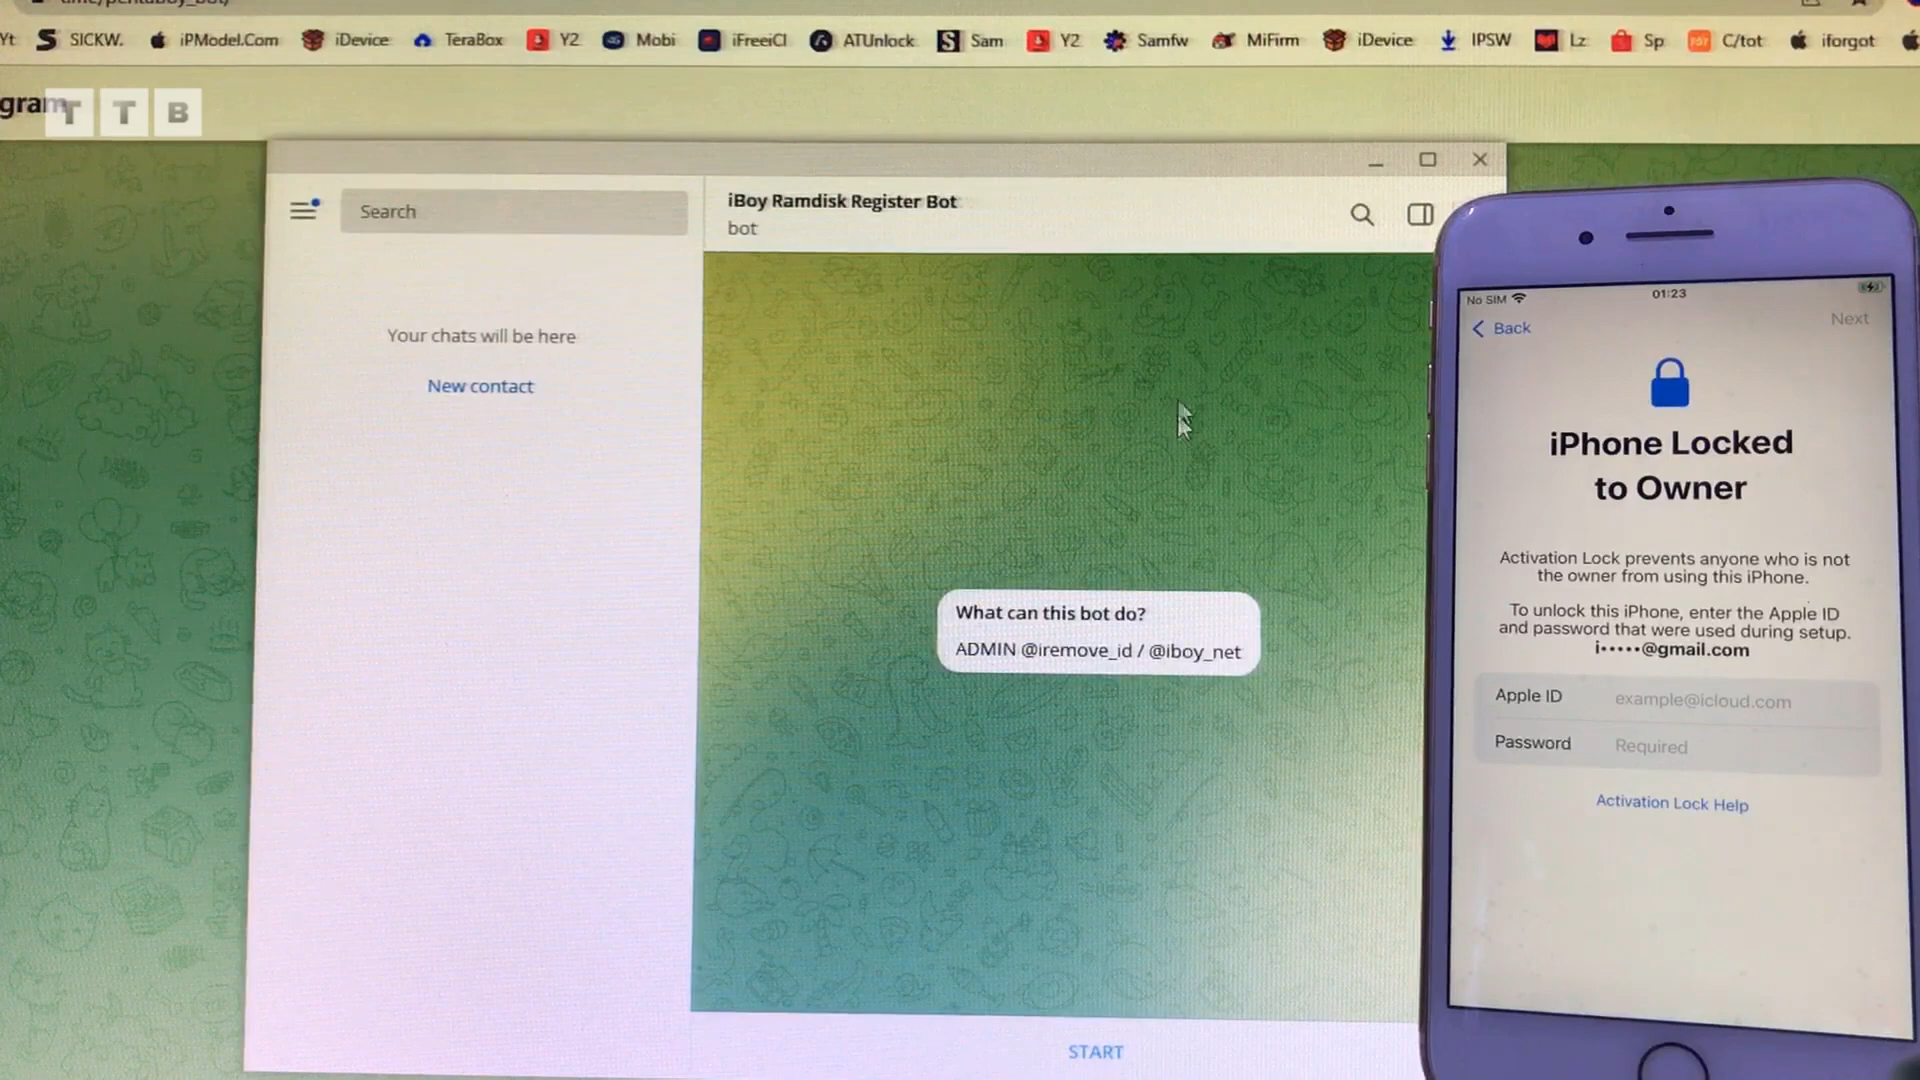 Yt SICKW. iPModel.Com iDevice TeraBox Y2 Mobi iFreeiCl ATUnlock Sam Y2 Samfw MiFirm iDevice IPSW Lz Sp C/tot iforgot
gram
T T B
Search
Your chats will be here
New contact
iBoy Ramdisk Register Bot
bot
What can this bot do?
ADMIN @iremove_id / @iboy_net
START
No SIM 01:23
Back Next
iPhone Locked
to Owner
Activation Lock prevents anyone who is not
the owner from using this iPhone.
To unlock this iPhone, enter the Apple ID
and password that were used during setup.
i•••••@gmail.com
Apple ID example@icloud.com
Password Required
Activation Lock Help